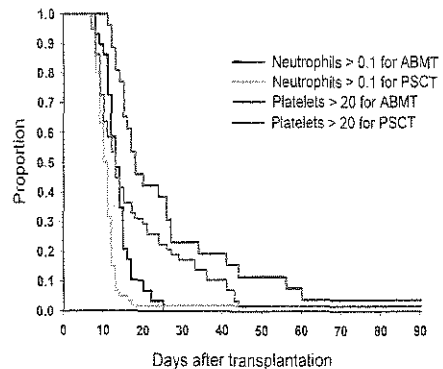 1.0
0.9
0.8
0.7
0.6
0.5
0.4
0.3
0.2
0.1
0.0
Proportion
Neutrophils > 0.1 for ABMT
Neutrophils > 0.1 for PSCT
Platelets > 20 for ABMT
Platelets > 20 for PSCT
0 10 20 30 40 50 60 70 80 90
Days after transplantation